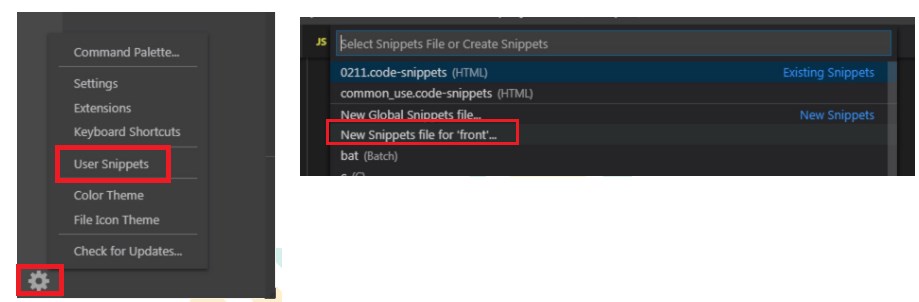 Command Palette...
Settings
Extensions
Keyboard Shortcuts
User Snippets
Color Theme
File Icon Theme
Check for Updates...
JS
Select Snippets File or Create Snippets
0211.code-snippets (HTML) Existing Snippets
common_use.code-snippets (HTML)
New Global Snippets file... New Snippets
New Snippets file for 'front'...
bat (Batch)